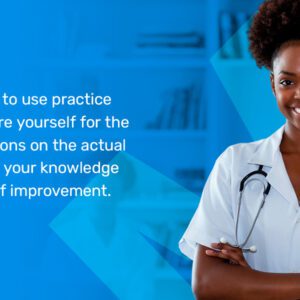 to use practice
re yourself for the
ons on the actual
your knowledge
f improvement.